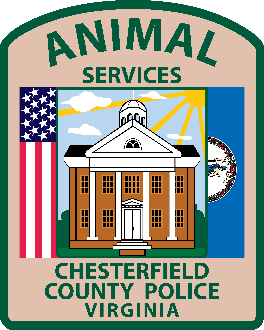 ANIMAL
SERVICES
CHESTERFIELD
COUNTY POLICE
VIRGINIA